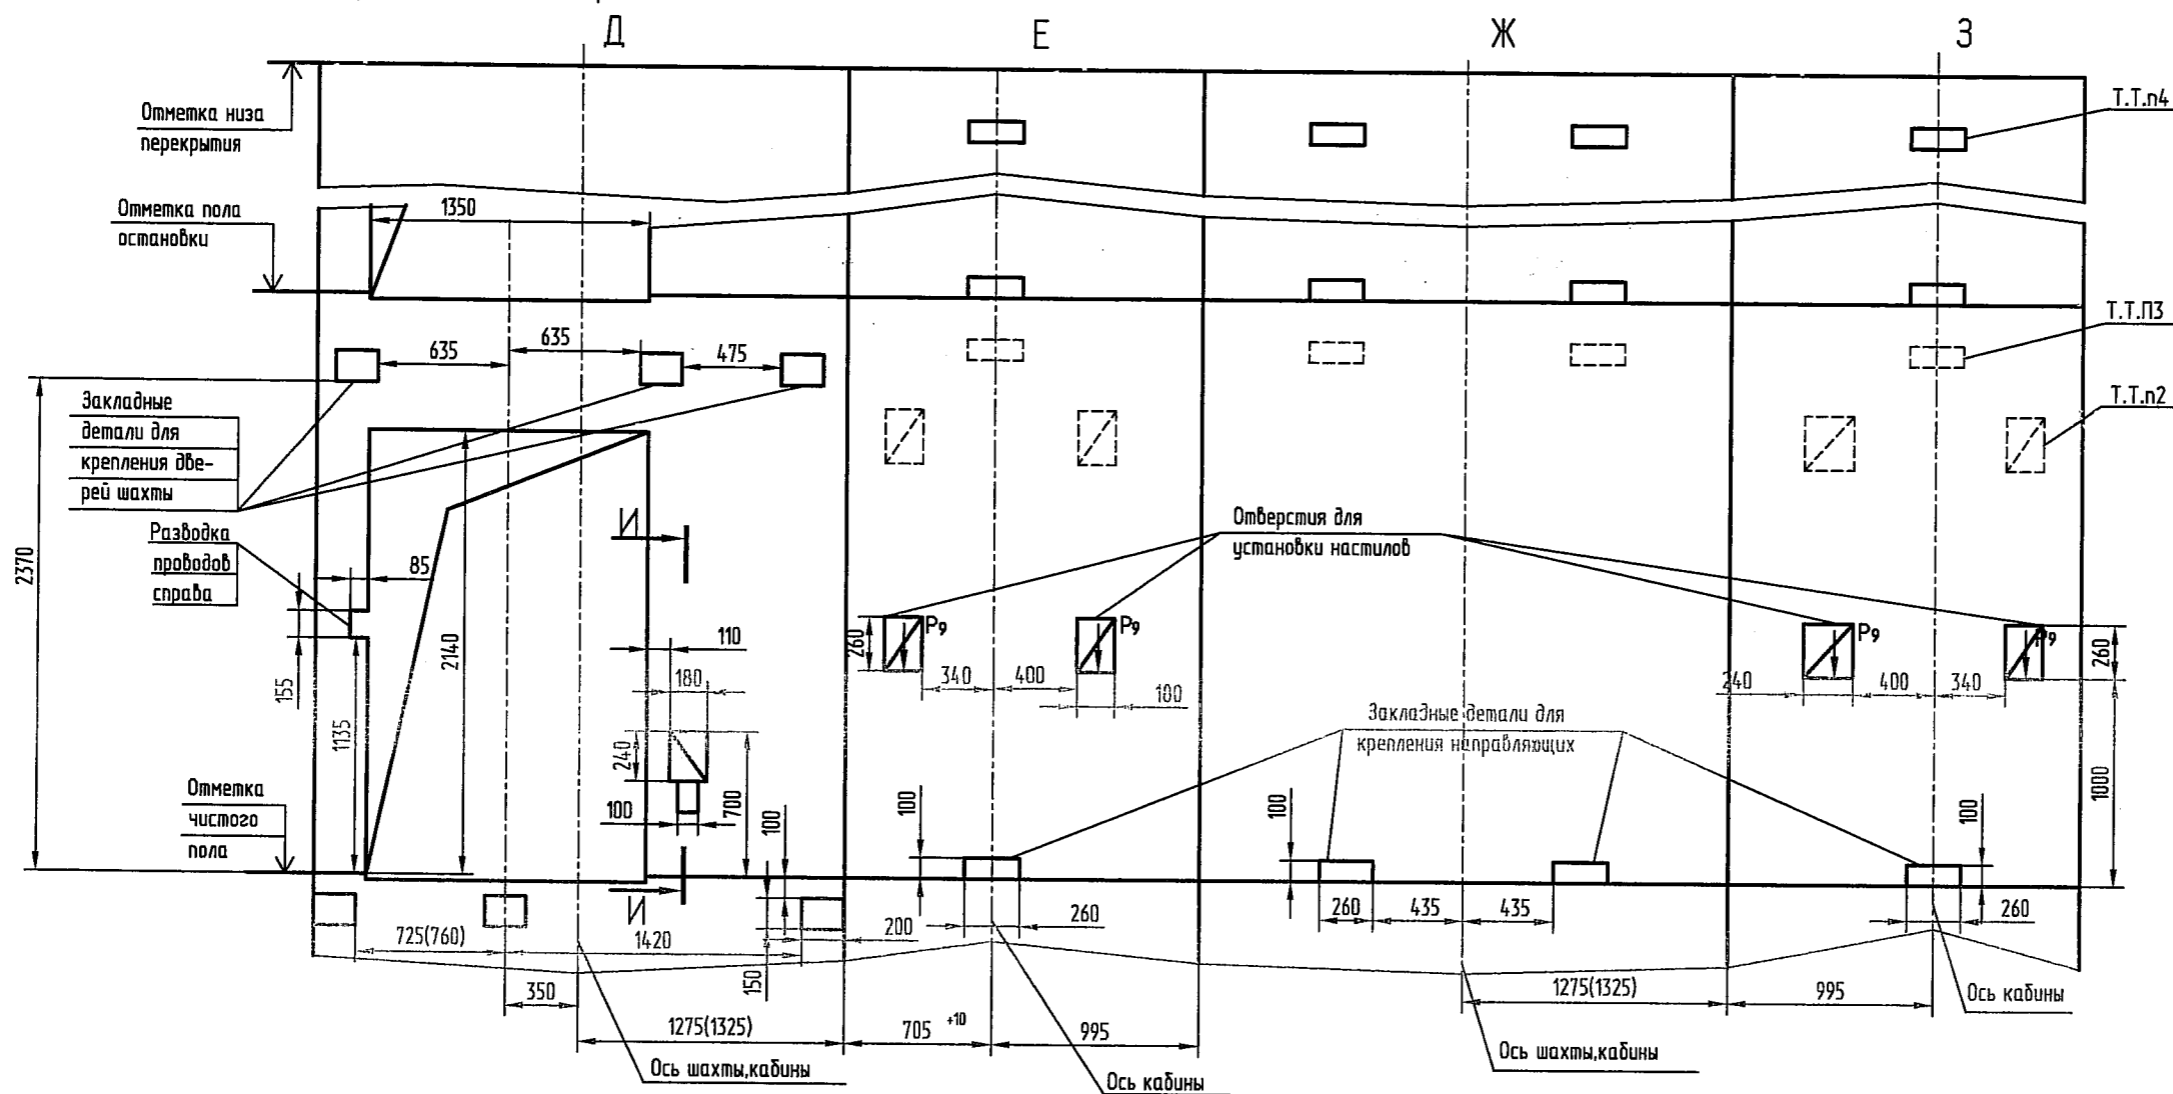 Д Е Ж З
Отметка низа
перекрытия
Т.Т.п4
Отметка пола
остановки
1350
Т.Т.П3
635 635 475
Т.Т.п2
Закладные
детали для
крепления две-
рей шахты
2370
Разводка
проводов
справа
85
155
1135
2140
И
110
180
240
100
700
100
Отверстия для
установки настилов
260 Р9 Р9
340 400 100
Р9 Р9 260
240 400 340
1000
Закладные детали для
крепления направляющих
Отметка
чистого
пола
100 100 100
И
725(760) 1420 200 260
150
260 435 435 260
350
1275(1325) 705 +10 995
1275(1325) 995
Ось кабины
Ось шахты,кабины
Ось шахты,кабины
Ось кабины